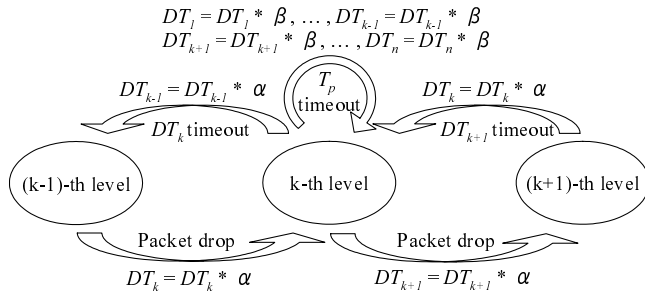 DT₁ = DT₁ * β, … , DTₖ₋₁ = DTₖ₋₁ * β
DTₖ₊₁ = DTₖ₊₁ * β, … , DTₙ = DTₙ * β
DTₖ₋₁ = DTₖ₋₁ * α
Tₚ
timeout
DTₖ = DTₖ * α
DTₖ timeout
DTₖ₊₁ timeout
(k-1)-th level
k-th level
(k+1)-th level
Packet drop
Packet drop
DTₖ = DTₖ * α
DTₖ₊₁ = DTₖ₊₁ * α